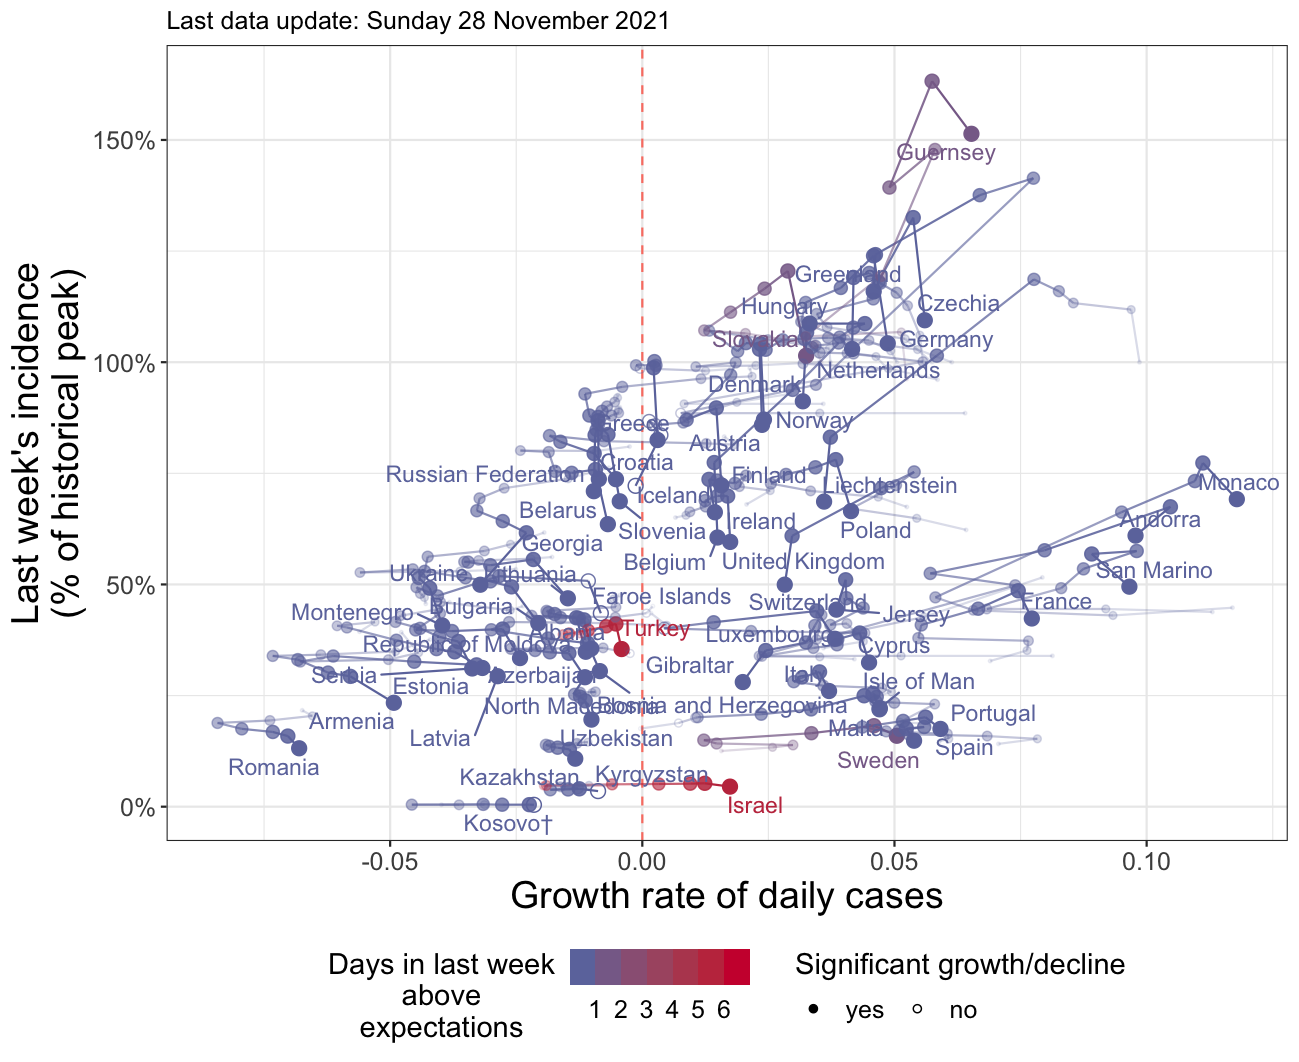 Last data update: Sunday 28 November 2021
Last week's incidence
(% of historical peak)
150%
100%
50%
0%
Guernsey
Greenland
Hungary
Czechia
Slovakia
Germany
Netherlands
Denmark
Greece
Norway
Austria
Croatia
Russian Federation
Finland
Liechtenstein
Monaco
Iceland
Belarus
Andorra
Ireland
Slovenia
Poland
Georgia
Belgium
United Kingdom
San Marino
Ukraine
Lithuania
Faroe Islands
Switzerland
France
Bulgaria
Montenegro
Jersey
Albania
Turkey
Luxembourg
Republic of Moldova
Cyprus
Gibraltar
Serbia
Azerbaijan
Italy
Isle of Man
Estonia
North Macedonia
Bosnia and Herzegovina
Portugal
Armenia
Malta
Latvia
Uzbekistan
Spain
Sweden
Romania
Kazakhstan
Kyrgyzstan
Israel
Kosovo†
-0.05
0.00
0.05
0.10
Growth rate of daily cases
Days in last week
above
expectations
1 2 3 4 5 6
Significant growth/decline
yes
no